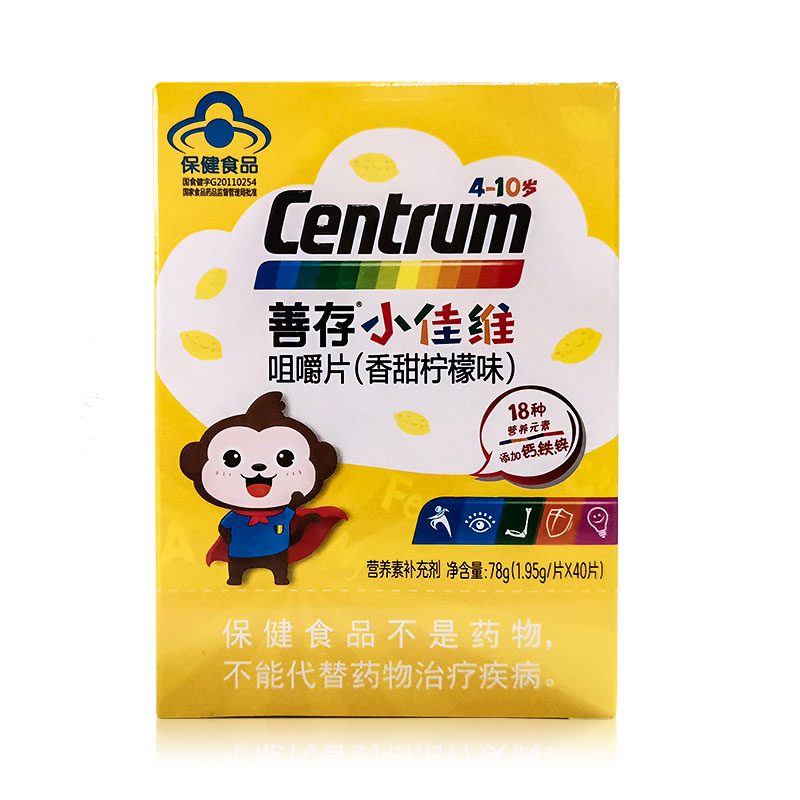 保健食品
国食健字G20110254
国家食品药品监督管理局批准
4-10岁
Centrum
善存®小佳维
咀嚼片(香甜柠檬味)
18种
营养元素
添加钙,铁,锌
Fe
A
营养素补充剂 净含量:78g(1.95g/片X40片)
保健食品不是药物,
不能代替药物治疗疾病。